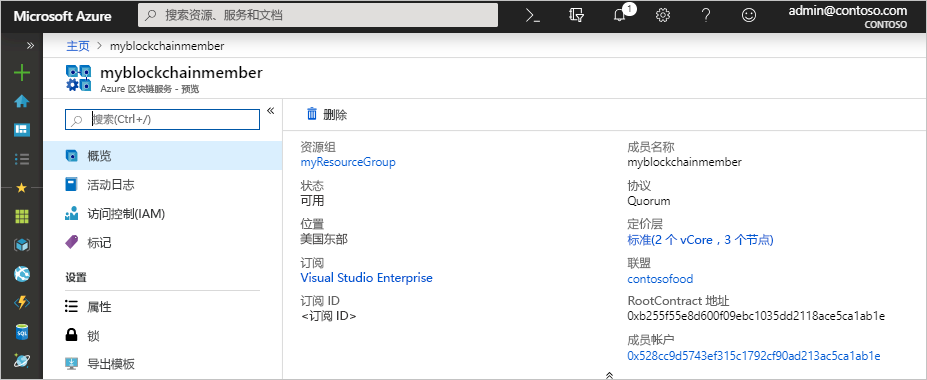 Microsoft Azure
搜索资源、服务和文档
1
admin@contoso.com
CONTOSO
主页 > myblockchainmember
myblockchainmember
Azure 区块链服务 - 预览
搜索(Ctrl+/)
概览
活动日志
访问控制(IAM)
标记
设置
属性
锁
导出模板
删除
资源组
myResourceGroup
状态
可用
位置
美国东部
订阅
Visual Studio Enterprise
订阅 ID
<订阅 ID>
成员名称
myblockchainmember
协议
Quorum
定价层
标准(2 个 vCore，3 个节点)
联盟
contosofood
RootContract 地址
0xb255f55e8d600f09ebc1035dd2118ace5ca1ab1e
成员帐户
0x528cc9d5743ef315c1792cf90ad213ac5ca1ab1e